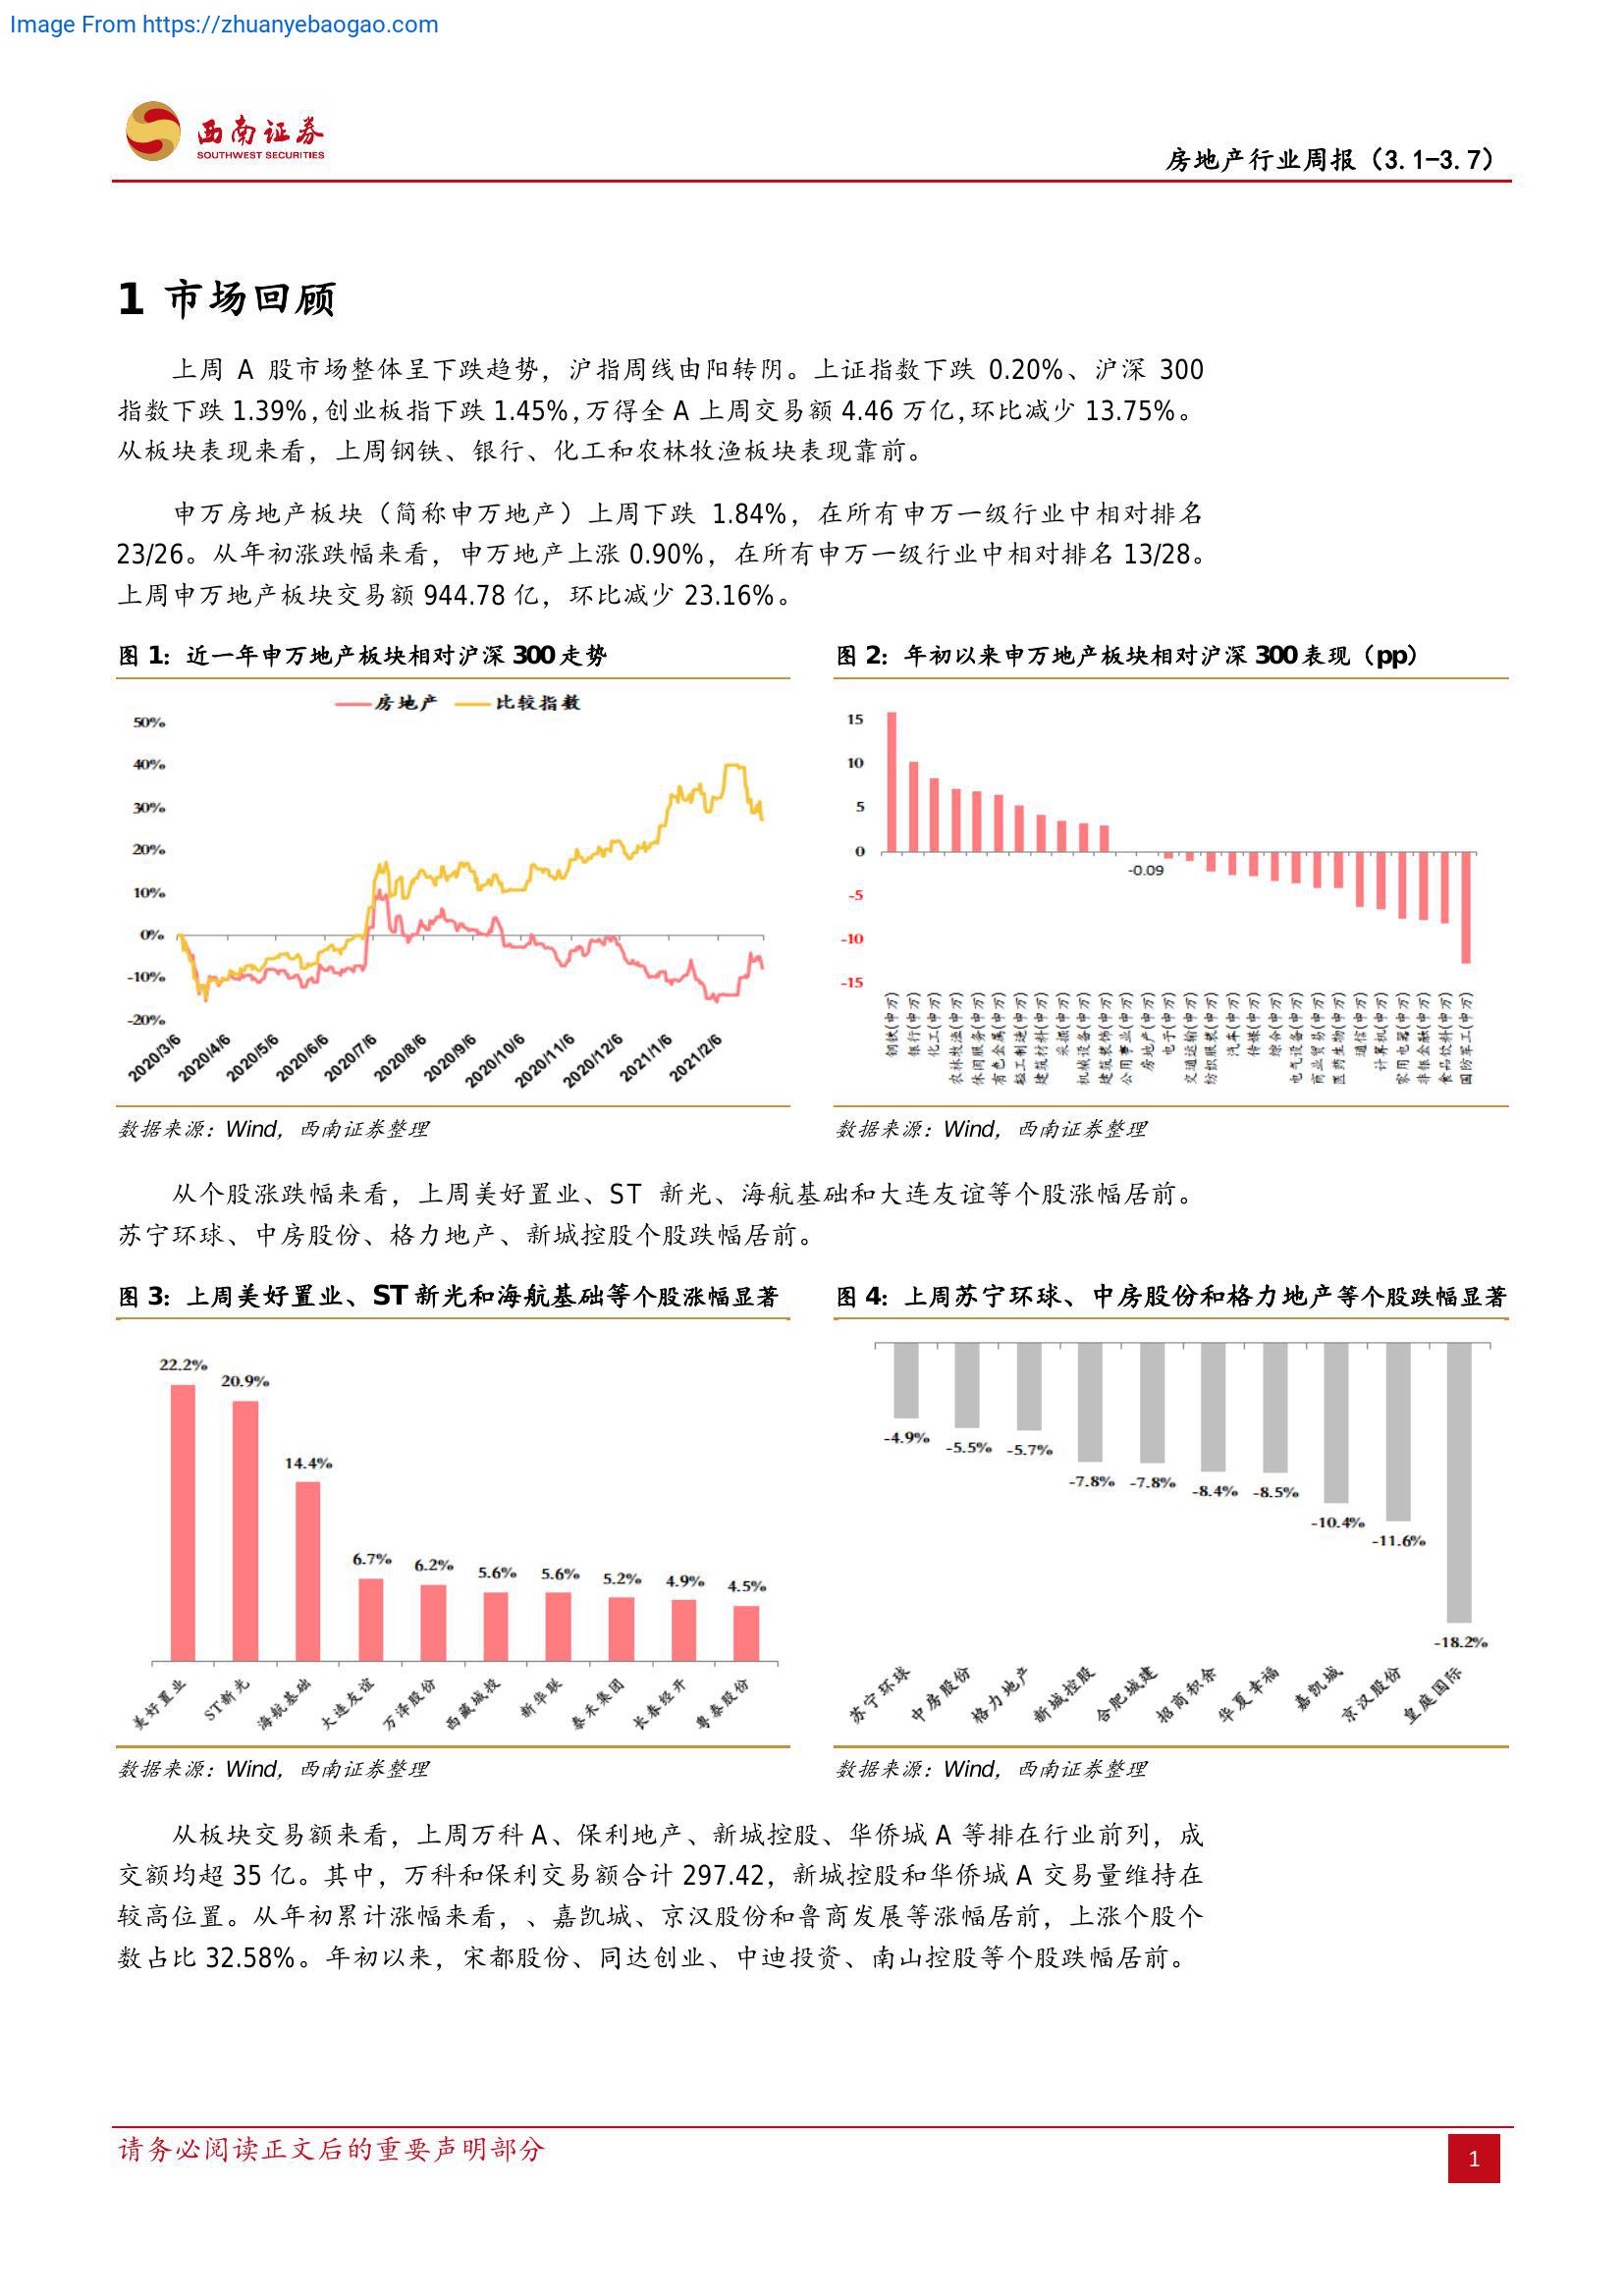 Image From https://zhuanyebaogao.com
西南证券
SOUTHWEST SECURITIES
房地产行业周报（3.1-3.7）
1 市场回顾
上周 A 股市场整体呈下跌趋势，沪指周线由阳转阴。上证指数下跌 0.20%、沪深 300
指数下跌 1.39%，创业板指下跌 1.45%，万得全 A 上周交易额 4.46 万亿，环比减少 13.75%。
从板块表现来看，上周钢铁、银行、化工和农林牧渔板块表现靠前。
申万房地产板块（简称申万地产）上周下跌 1.84%，在所有申万一级行业中相对排名
23/26。从年初涨跌幅来看，申万地产上涨 0.90%，在所有申万一级行业中相对排名 13/28。
上周申万地产板块交易额 944.78 亿，环比减少 23.16%。
图 1：近一年申万地产板块相对沪深 300 走势
房地产 比较指数
50%
40%
30%
20%
10%
0%
-10%
-20%
2020/3/6
2020/4/6
2020/5/6
2020/6/6
2020/7/6
2020/8/6
2020/9/6
2020/10/6
2020/11/6
2020/12/6
2021/1/6
2021/2/6
数据来源：Wind，西南证券整理
图 2：年初以来申万地产板块相对沪深 300 表现（pp）
15
10
5
0
-5
-10
-15
-0.09
钢铁(申万)
银行(申万)
化工(申万)
农林牧渔(申万)
休闲服务(申万)
有色金属(申万)
轻工制造(申万)
建筑材料(申万)
采掘(申万)
机械设备(申万)
建筑装饰(申万)
公用事业(申万)
房地产(申万)
电子(申万)
交通运输(申万)
纺织服装(申万)
汽车(申万)
传媒(申万)
综合(申万)
电气设备(申万)
商业贸易(申万)
医药生物(申万)
通信(申万)
计算机(申万)
家用电器(申万)
非银金融(申万)
食品饮料(申万)
国防军工(申万)
数据来源：Wind，西南证券整理
从个股涨跌幅来看，上周美好置业、ST 新光、海航基础和大连友谊等个股涨幅居前。
苏宁环球、中房股份、格力地产、新城控股个股跌幅居前。
图 3：上周美好置业、ST 新光和海航基础等个股涨幅显著
22.2%
20.9%
14.4%
6.7%
6.2%
5.6%
5.6%
5.2%
4.9%
4.5%
美好置业
ST新光
海航基础
大连友谊
万泽股份
西藏城投
新华联
泰禾集团
长春经开
粤泰股份
数据来源：Wind，西南证券整理
图 4：上周苏宁环球、中房股份和格力地产等个股跌幅显著
-4.9%
-5.5%
-5.7%
-7.8%
-7.8%
-8.4%
-8.5%
-10.4%
-11.6%
-18.2%
苏宁环球
中房股份
格力地产
新城控股
合肥城建
招商积余
华夏幸福
嘉凯城
京汉股份
皇庭国际
数据来源：Wind，西南证券整理
从板块交易额来看，上周万科 A、保利地产、新城控股、华侨城 A 等排在行业前列，成
交额均超 35 亿。其中，万科和保利交易额合计 297.42，新城控股和华侨城 A 交易量维持在
较高位置。从年初累计涨幅来看，、嘉凯城、京汉股份和鲁商发展等涨幅居前，上涨个股个
数占比 32.58%。年初以来，宋都股份、同达创业、中迪投资、南山控股等个股跌幅居前。
请务必阅读正文后的重要声明部分
1